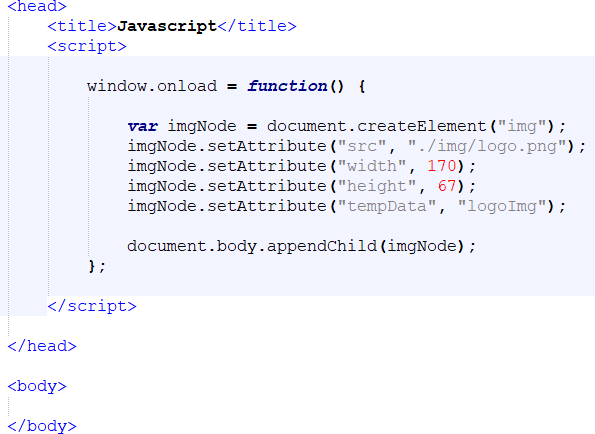 <head>
    <title>Javascript</title>
    <script>
        window.onload = function() {
            var imgNode = document.createElement("img");
            imgNode.setAttribute("src", "./img/logo.png");
            imgNode.setAttribute("width", 170);
            imgNode.setAttribute("height", 67);
            imgNode.setAttribute("tempData", "logoImg");
            document.body.appendChild(imgNode);
        };
    </script>
</head>
<body>
</body>